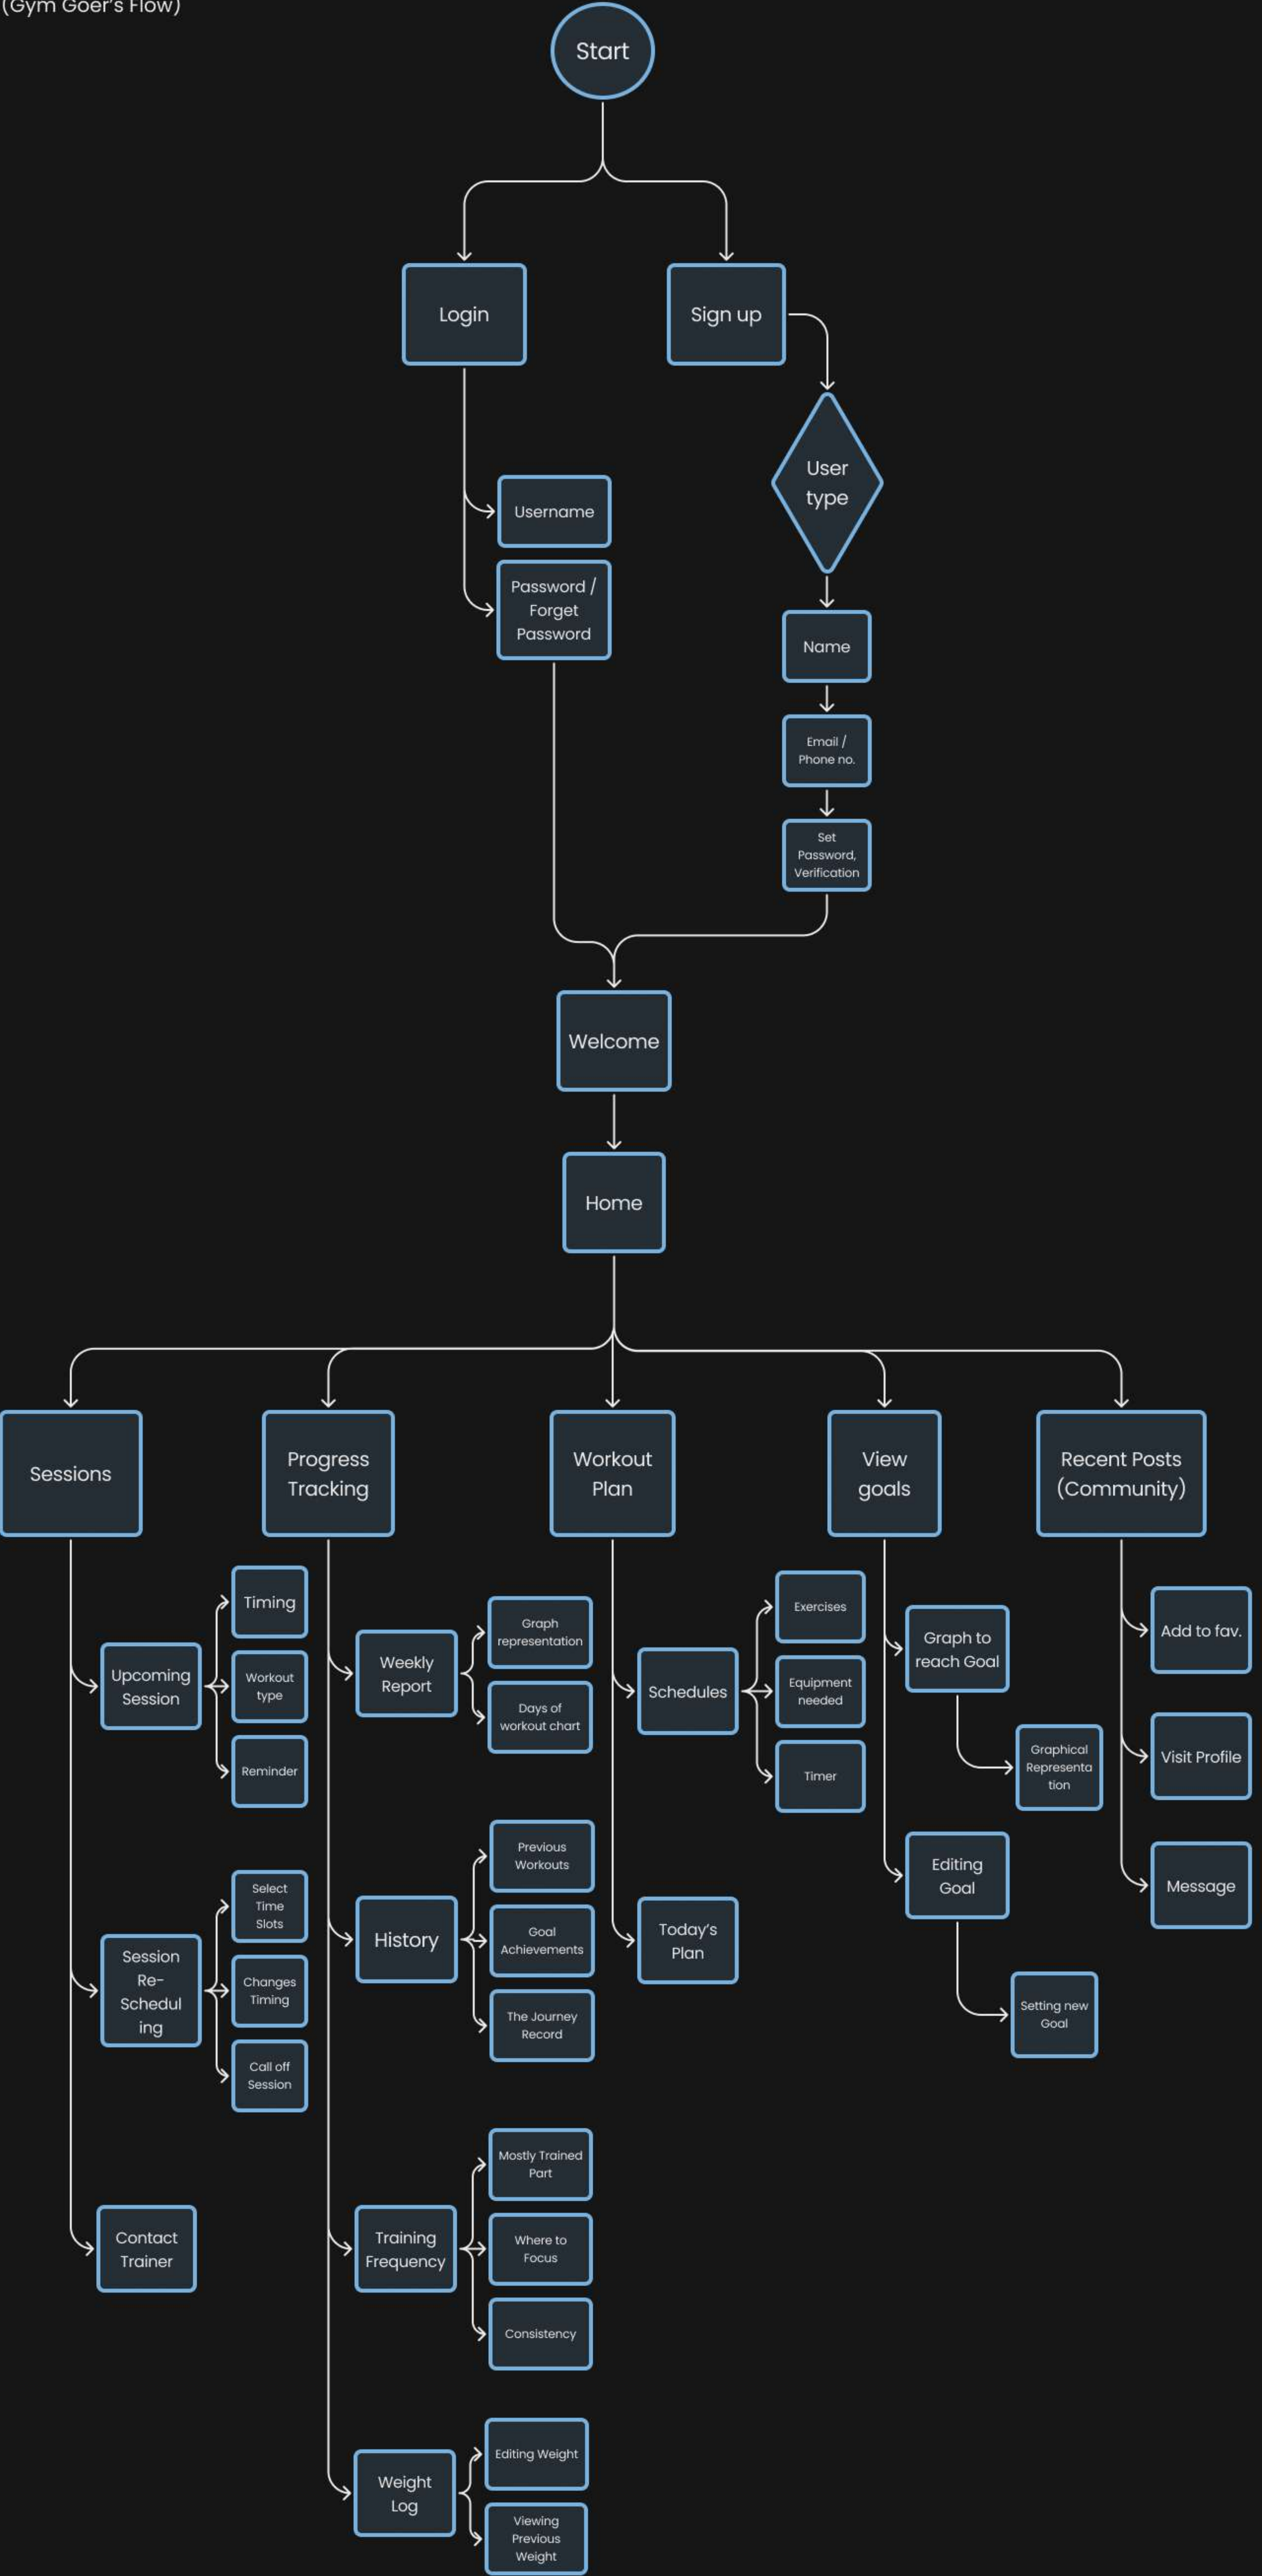 (Gym Goer's Flow)
Start
Login
Sign up
User
type
Username
Password /
Forget
Password
Name
Email /
Phone no.
Set
Password,
Verification
Welcome
Home
Sessions
Progress
Tracking
Workout
Plan
View
goals
Recent Posts
(Community)
Upcoming
Session
Timing
Workout
type
Reminder
Session
Re-
Schedul
ing
Select
Time
Slots
Changes
Timing
Call off
Session
Contact
Trainer
Weekly
Report
Graph
representation
Days of
workout chart
History
Previous
Workouts
Goal
Achievements
The Journey
Record
Training
Frequency
Mostly Trained
Part
Where to
Focus
Consistency
Weight
Log
Editing Weight
Viewing
Previous
Weight
Schedules
Exercises
Equipment
needed
Timer
Today's
Plan
Graph to
reach Goal
Graphical
Representa
tion
Editing
Goal
Setting new
Goal
Add to fav.
Visit Profile
Message